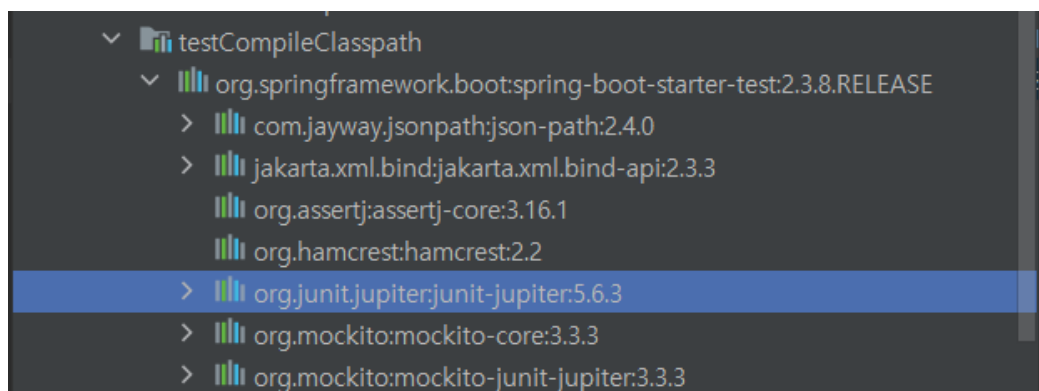 testCompileClasspath
org.springframework.boot:spring-boot-starter-test:2.3.8.RELEASE
com.jayway.jsonpath:json-path:2.4.0
jakarta.xml.bind:jakarta.xml.bind-api:2.3.3
org.assertj:assertj-core:3.16.1
org.hamcrest:hamcrest:2.2
org.junit.jupiter:junit-jupiter:5.6.3
org.mockito:mockito-core:3.3.3
org.mockito:mockito-junit-jupiter:3.3.3